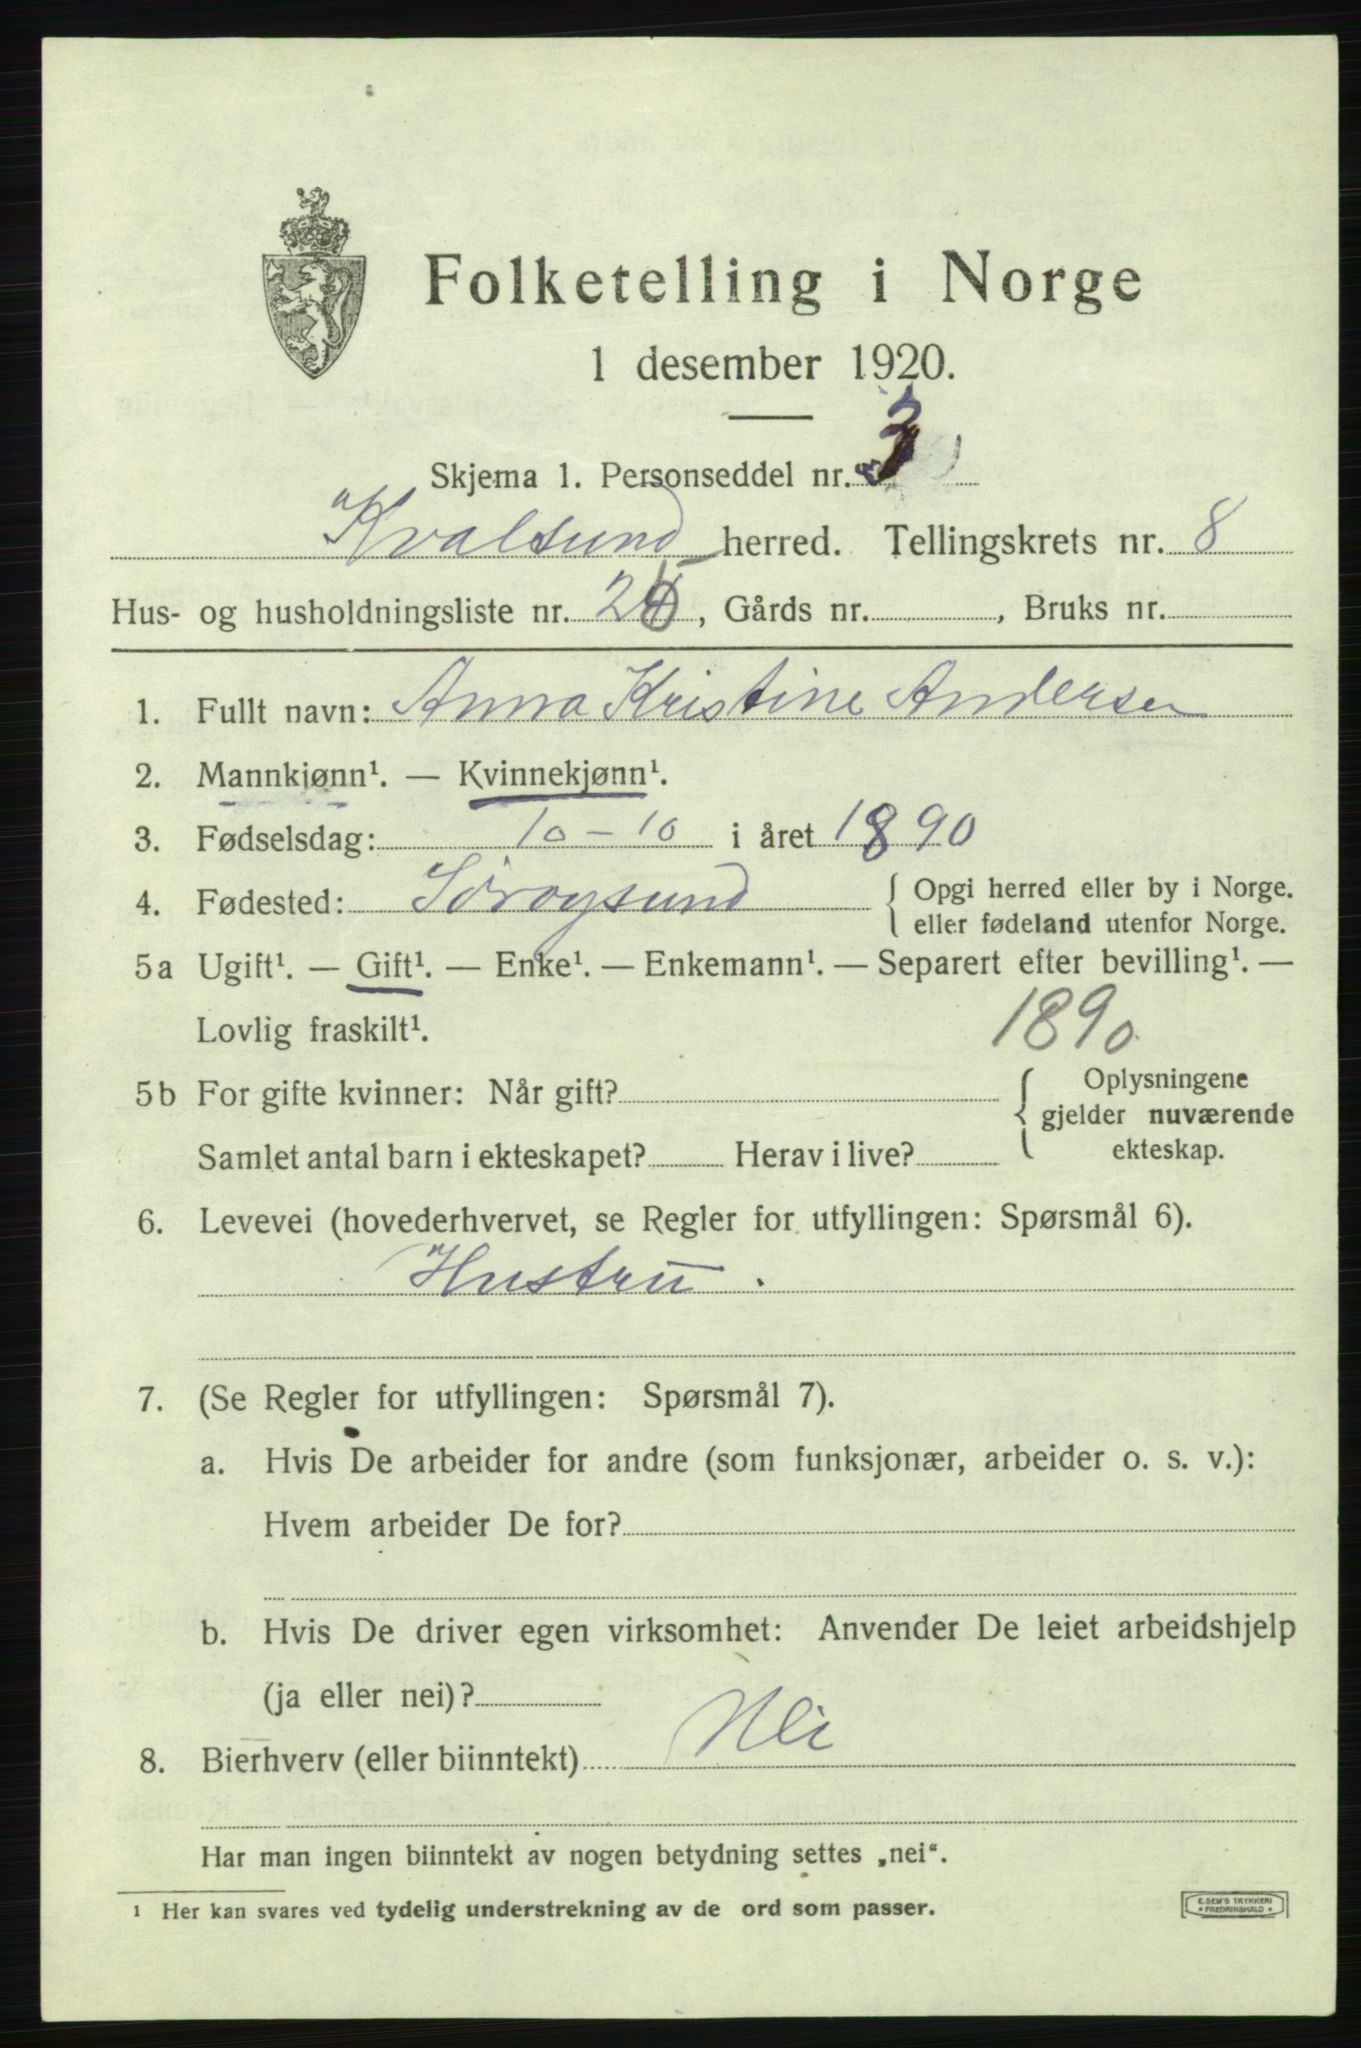 Folketelling i Norge
1 desember 1920.
Skjema 1. Personseddel nr.
Kvalsund herred. Tellingskrets nr. 8
Hus- og husholdningsliste nr. 25, Gårds nr. , Bruks nr.
1. Fullt navn: Anna Kristine Andersen
2. Mannkjønn¹. — Kvinnekjønn¹.
3. Fødselsdag: 10 - 10 i året 1890
4. Fødested: Sörøysund { Opgi herred eller by i Norge.
eller fødeland utenfor Norge.
5a Ugift¹. — Gift¹. — Enke¹. — Enkemann¹. — Separert efter bevilling¹. —
Lovlig fraskilt¹.
1890
5b For gifte kvinner: Når gift? { Oplysningene
gjelder nuværende
Samlet antal barn i ekteskapet? Herav i live? ekteskap.
6. Levevei (hovederhvervet, se Regler for utfyllingen: Spørsmål 6).
Hustru .
7. (Se Regler for utfyllingen: Spørsmål 7).
a. Hvis De arbeider for andre (som funksjonær, arbeider o. s. v.):
Hvem arbeider De for?
b. Hvis De driver egen virksomhet: Anvender De leiet arbeidshjelp
(ja eller nei)?
8. Bierhverv (eller biinntekt) Nei
Har man ingen biinntekt av nogen betydning settes „nei“.
¹ Her kan svares ved tydelig understrekning av de ord som passer.
E. SEM'S TRYKKERI
* FREDRIKSHALD *